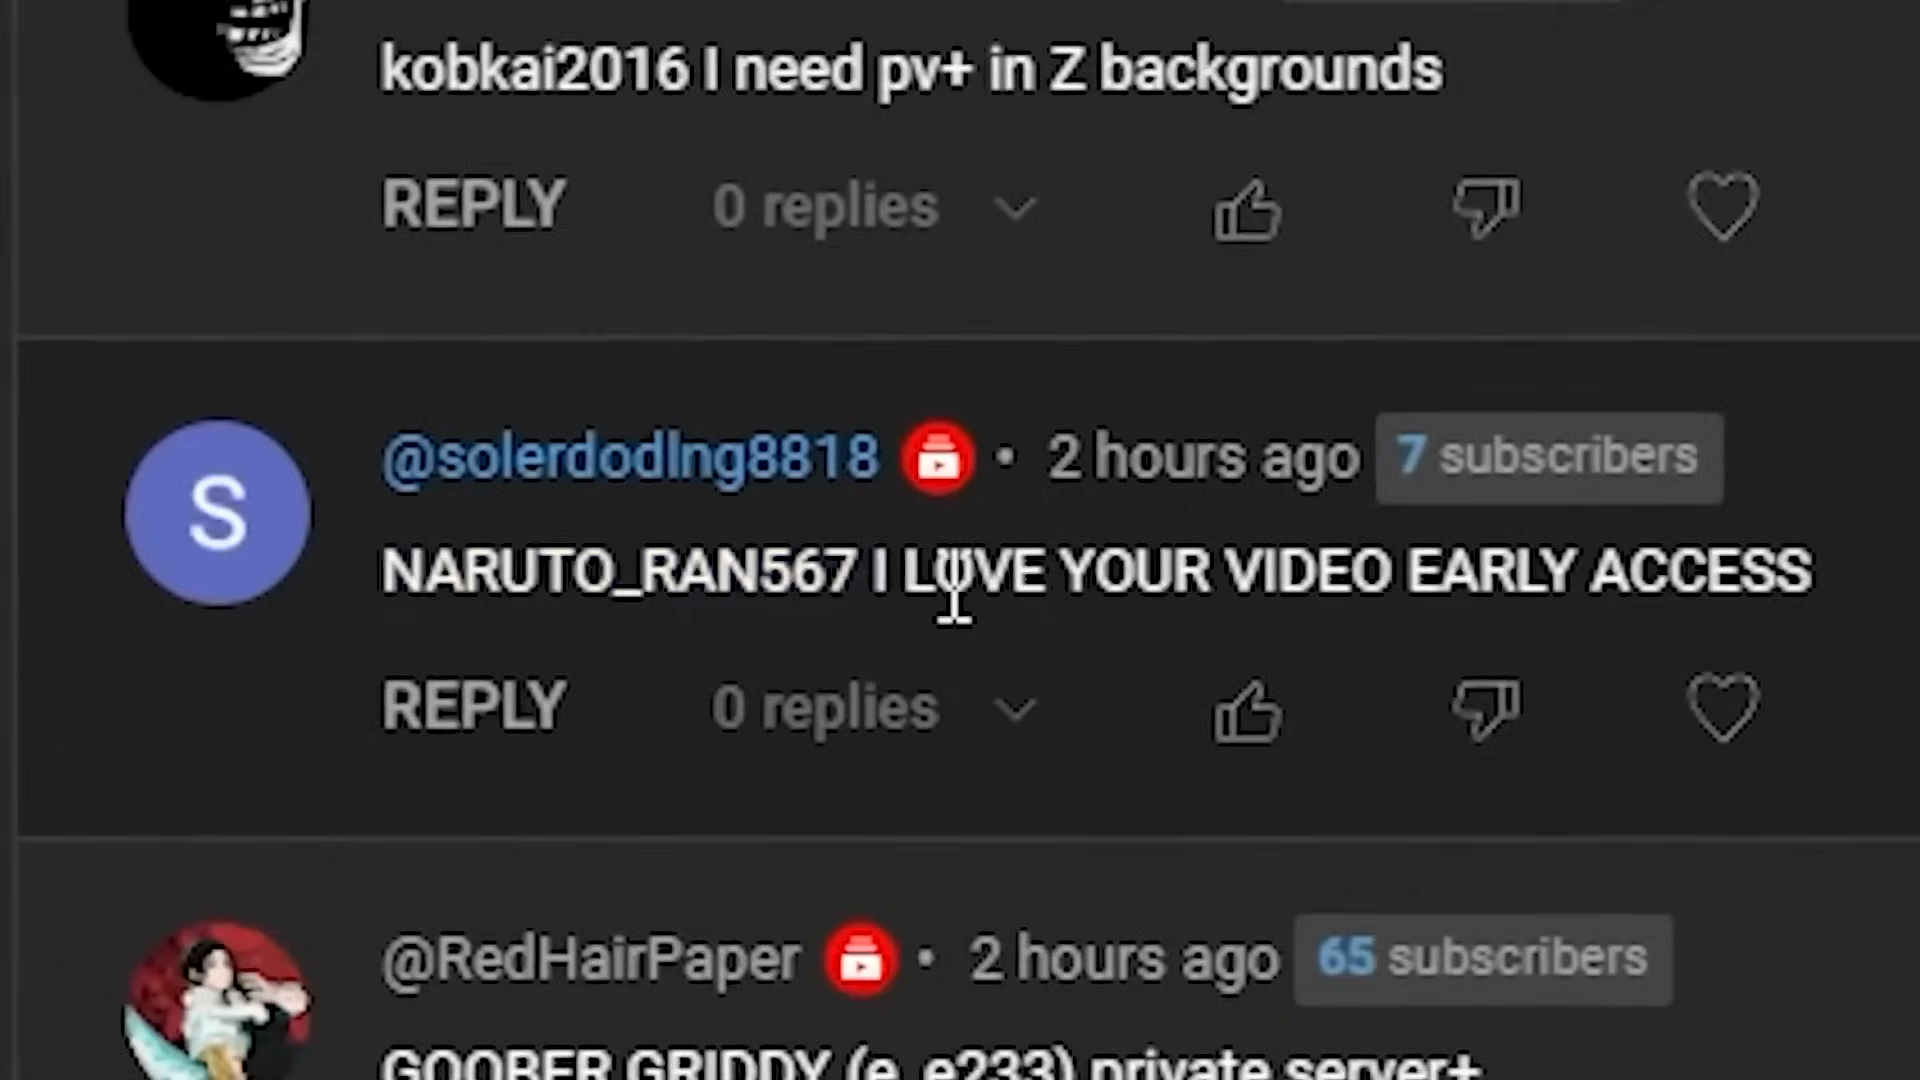 kobkai2016 I need pv+ in Z backgrounds
REPLY 0 replies
S
@solerdodlng8818 • 2 hours ago 7 subscribers
NARUTO_RAN567 I LOVE YOUR VIDEO EARLY ACCESS
REPLY 0 replies
@RedHairPaper • 2 hours ago 65 subscribers
GOOBER GRIDDY (e_e233) private server+